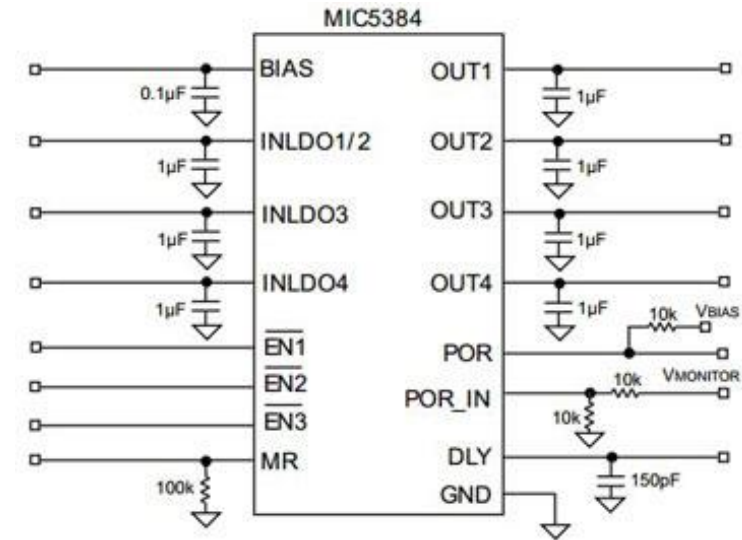 MIC5384
BIAS
0.1µF
INLDO1/2
1µF
INLDO3
1µF
INLDO4
1µF
EN1
EN2
EN3
MR
100k
OUT1
1µF
OUT2
1µF
OUT3
1µF
OUT4
1µF
10k
VBIAS
POR
POR_IN
10k
VMONITOR
10k
DLY
150pF
GND